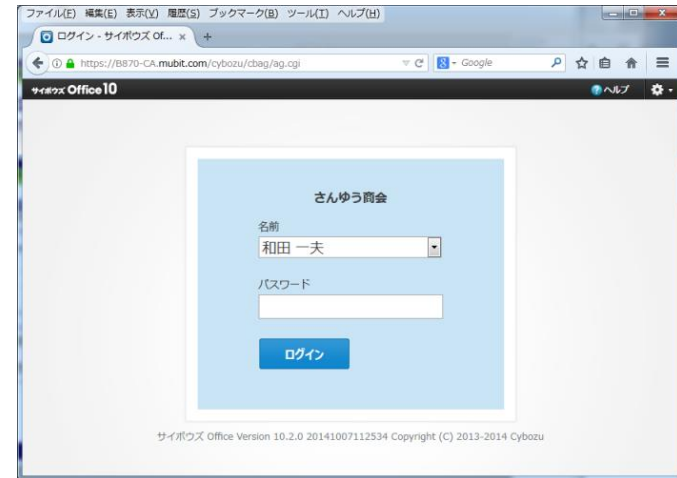 ファイル(F) 編集(E) 表示(V) 履歴(S) ブックマーク(B) ツール(T) ヘルプ(H)
ログイン - サイボウズ Of... × +
https://B870-CA.mubit.com/cybozu/cbag/ag.cgi Google
サイボウズ Office10 ヘルプ
さんゆう商会
名前
和田 一夫
パスワード
ログイン
サイボウズ Office Version 10.2.0 20141007112534 Copyright (C) 2013-2014 Cybozu